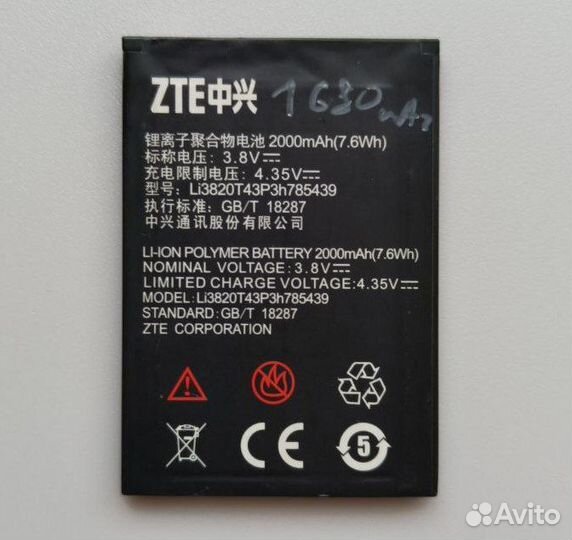 ZTE中兴 1630 mAh
锂离子聚合物电池 2000mAh(7.6Wh)
标称电压: 3.8V
充电限制电压: 4.35V
型号: Li3820T43P3h785439
执行标准: GB/T 18287
中兴通讯股份有限公司
LI-ION POLYMER BATTERY 2000mAh(7.6Wh)
NOMINAL VOLTAGE: 3.8V
LIMITED CHARGE VOLTAGE: 4.35V
MODEL: Li3820T43P3h785439
STANDARD: GB/T 18287
ZTE CORPORATION
CE 5
Avito